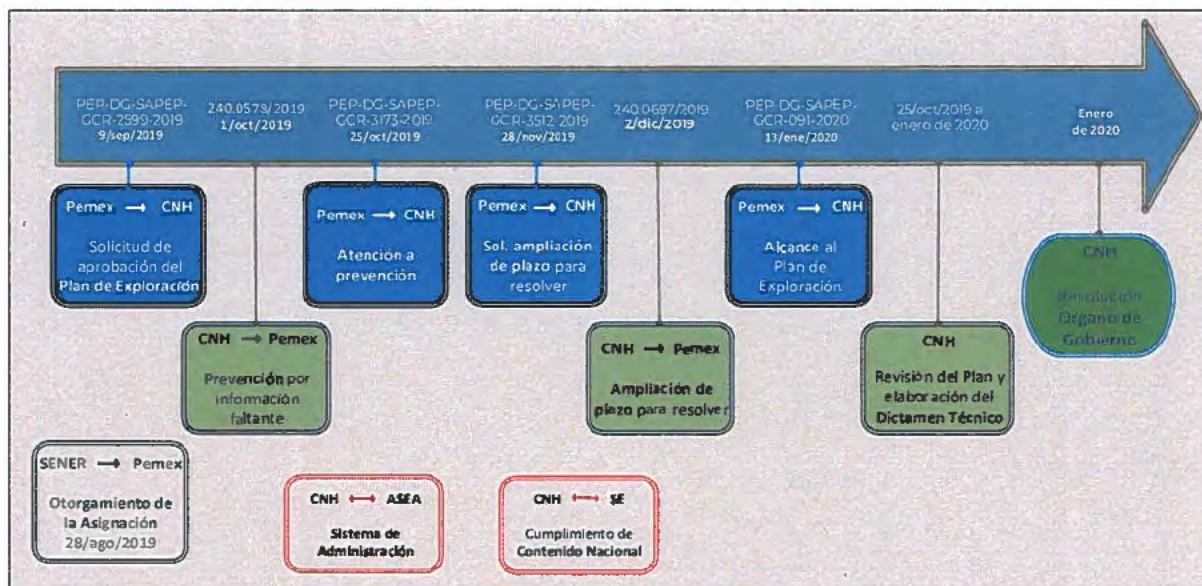 PEP-DG-SAPEP-
GCR-2599-2019
9/sep/2019
240.0578/2019
1/oct/2019
PEP-DG-SAPEP-
GCR-3173-2019
25/oct/2019
PEP-DG-SAPEP-
GCR-3512-2019
28/nov/2019
240.0697/2019
2/dic/2019
PEP-DG-SAPEP-
GCR-091-2020
13/ene/2020
25/oct/2019 a
enero de 2020
Enero
de 2020
Pemex → CNH
Solicitud de
aprobación del
Plan de Exploración
Pemex → CNH
Atención a
prevención
Pemex → CNH
Sol. ampliación
de plazo para
resolver
Pemex → CNH
Alcance al
Plan de
Exploración
CNH
Resolución
Órgano de
Gobierno
CNH → Pemex
Prevención por
información
faltante
CNH → Pemex
Ampliación de
plazo para resolver
CNH
Revisión del Plan y
elaboración del
Dictamen Técnico
SENER → Pemex
Otorgamiento de
la Asignación
28/ago/2019
CNH ↔ ASEA
Sistema de
Administración
CNH ↔ SE
Cumplimiento de
Contenido Nacional